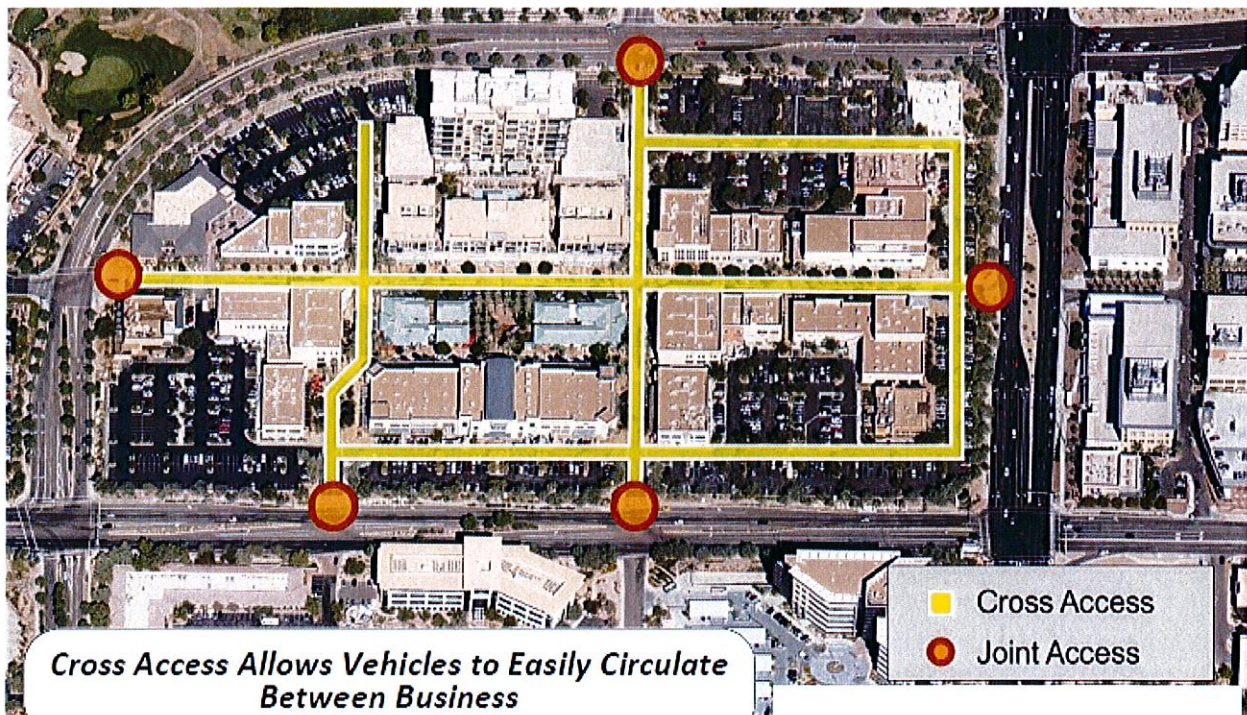 Cross Access
Joint Access
Cross Access Allows Vehicles to Easily Circulate
Between Business